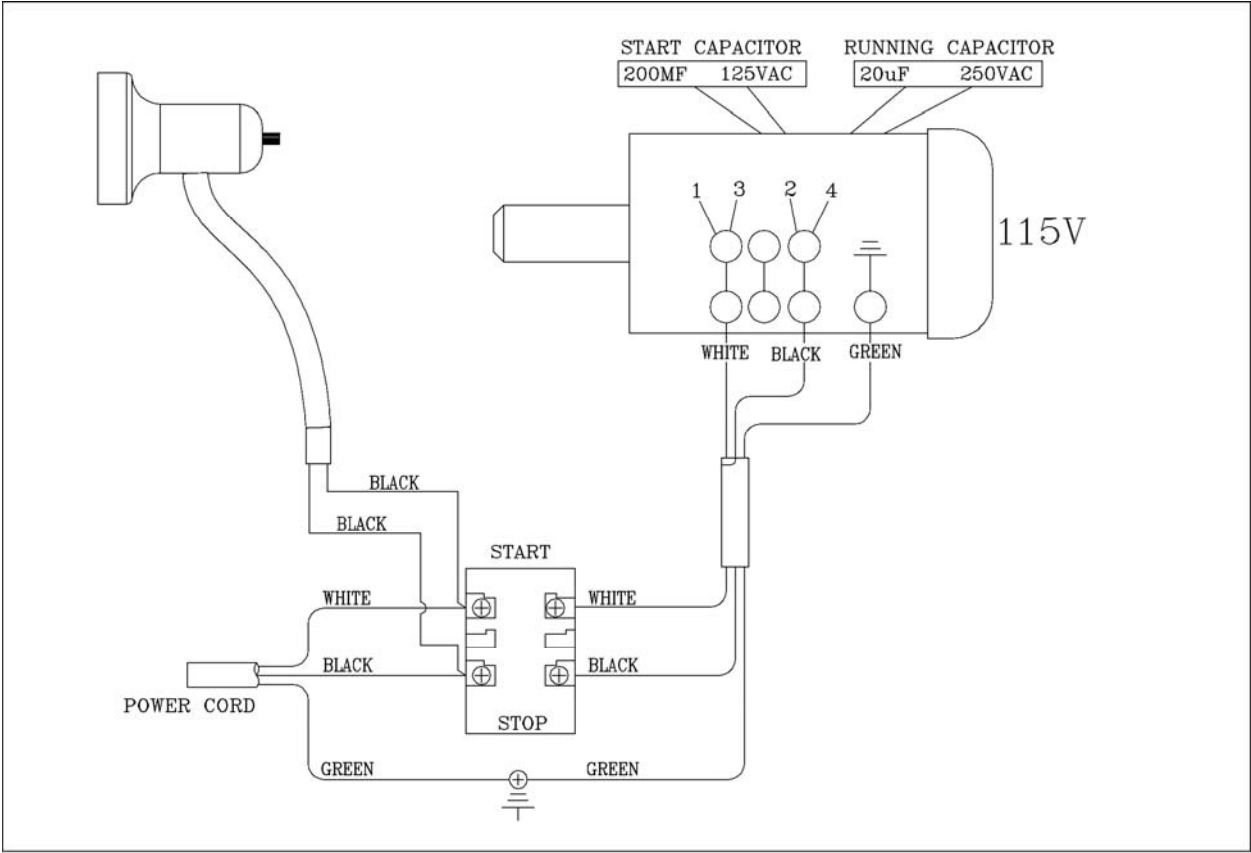 START CAPACITOR
200MF 125VAC
RUNNING CAPACITOR
20uF 250VAC
1 3 2 4
115V
WHITE BLACK GREEN
BLACK
BLACK
START
WHITE
WHITE
BLACK
BLACK
POWER CORD
STOP
GREEN
GREEN